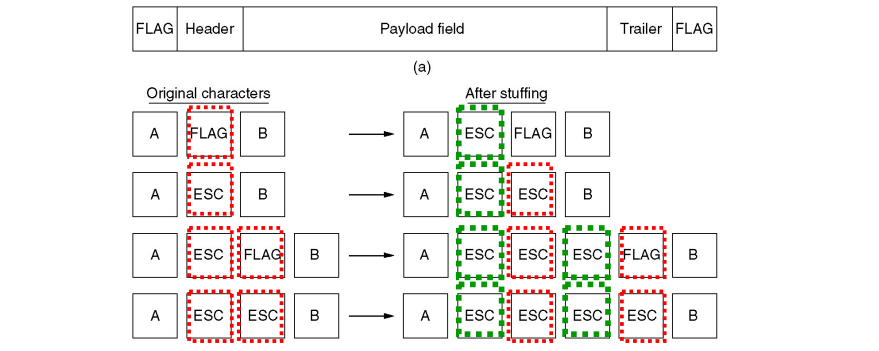 FLAG Header Payload field Trailer FLAG
(a)
Original characters After stuffing
A FLAG B A ESC FLAG B
A ESC B A ESC ESC B
A ESC FLAG B A ESC ESC ESC FLAG B
A ESC ESC B A ESC ESC ESC ESC B